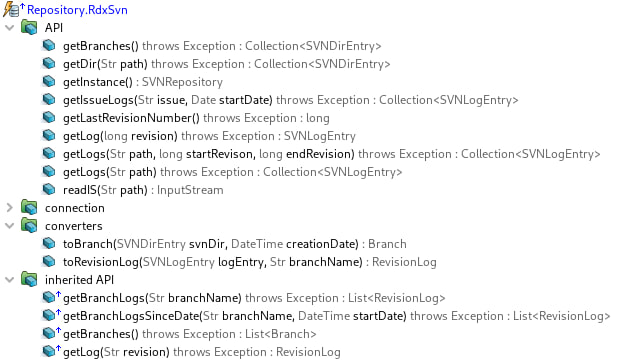 Repository.RdxSvn
API
getBranches() throws Exception : Collection<SVNDirEntry>
getDir(Str path) throws Exception : Collection<SVNDirEntry>
getInstance() : SVNRepository
getIssueLogs(Str issue, Date startDate) throws Exception : Collection<SVNLogEntry>
getLastRevisionNumber() throws Exception : long
getLog(long revision) throws Exception : SVNLogEntry
getLogs(Str path, long startRevison, long endRevision) throws Exception : Collection<SVNLogEntry>
getLogs(Str path) throws Exception : Collection<SVNLogEntry>
readIS(Str path) : InputStream
connection
converters
toBranch(SVNDirEntry svnDir, DateTime creationDate) : Branch
toRevisionLog(SVNLogEntry logEntry, Str branchName) : RevisionLog
inherited API
getBranchLogs(Str branchName) throws Exception : List<RevisionLog>
getBranchLogsSinceDate(Str branchName, DateTime startDate) throws Exception : List<RevisionLog>
getBranches() throws Exception : List<Branch>
getLog(Str revision) throws Exception : RevisionLog